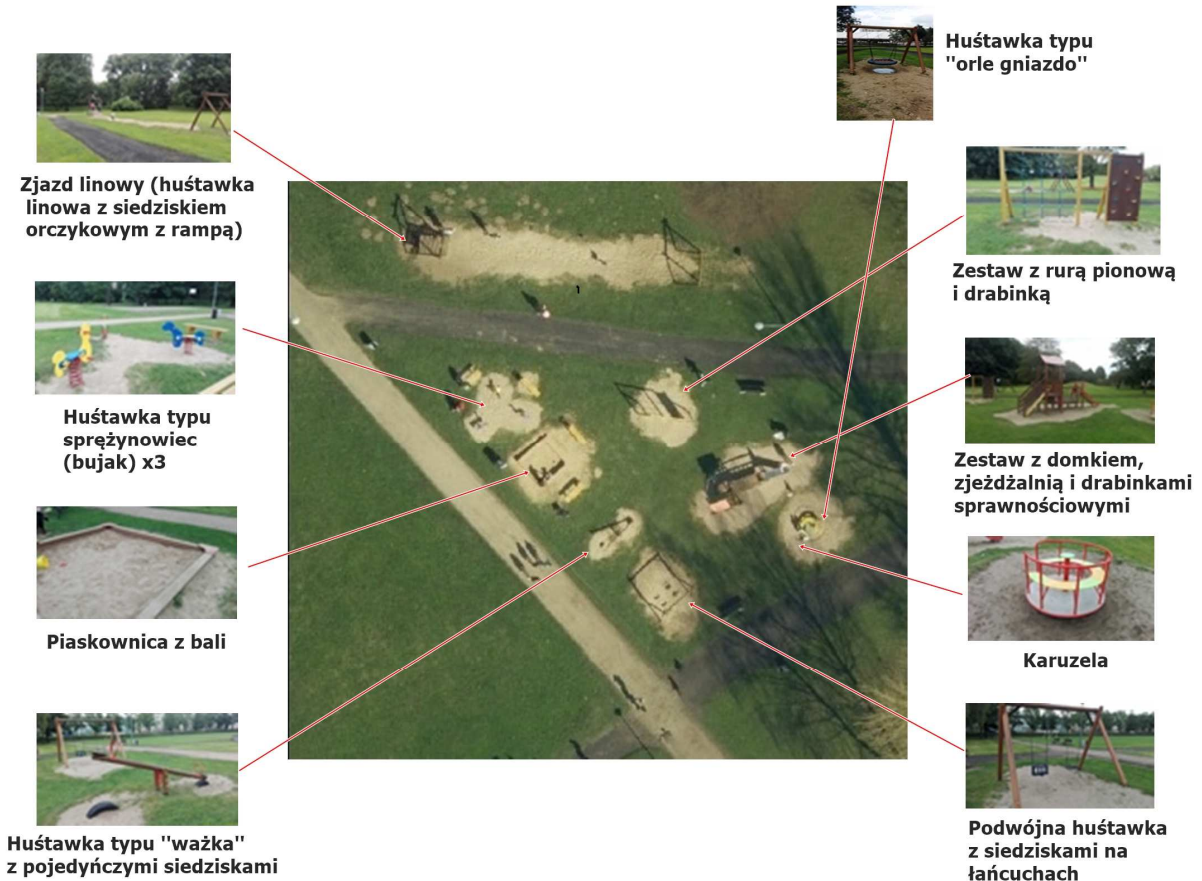 Huśtawka typu
"orle gniazdo"
Zjazd linowy (huśtawka
linowa z siedziskiem
orczykowym z rampą)
Zestaw z rurą pionową
i drabinką
Huśtawka typu
sprężynowiec
(bujak) x3
Zestaw z domkiem,
zjeżdżalnią i drabinkami
sprawnościowymi
Piaskownica z bali
Karuzela
Huśtawka typu "ważka"
z pojedyńczymi siedziskami
Podwójna huśtawka
z siedziskami na
łańcuchach